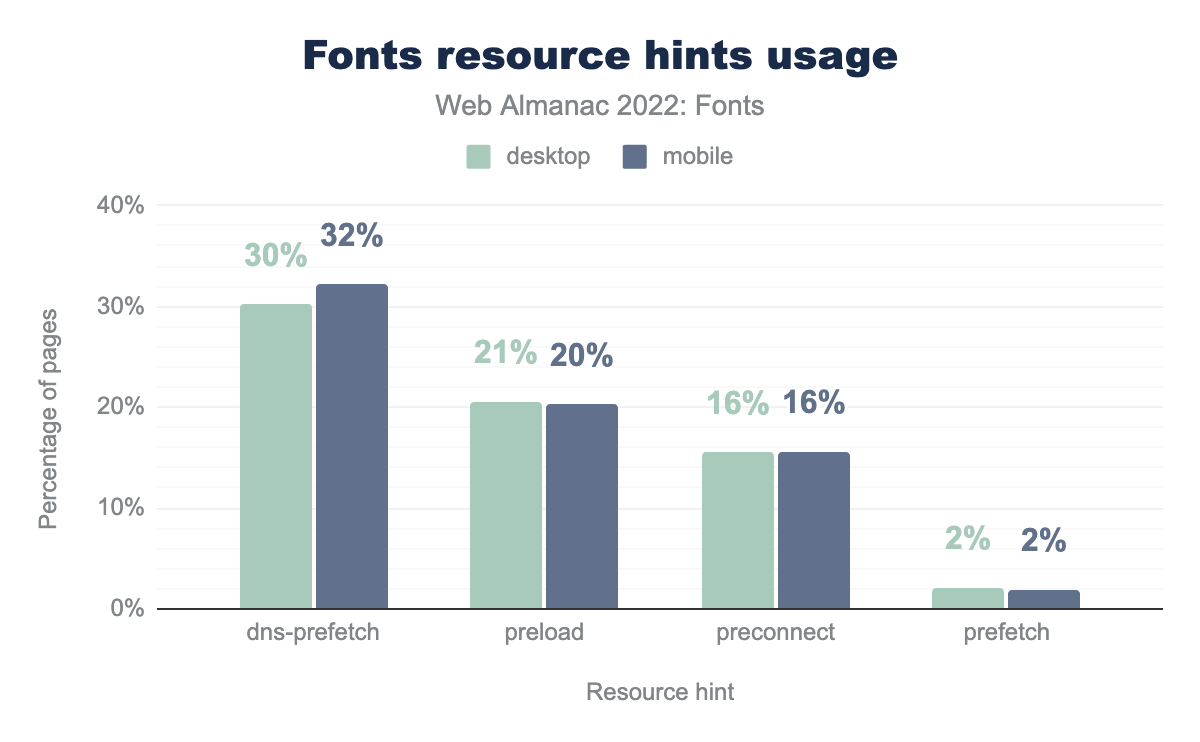 Fonts resource hints usage
Web Almanac 2022: Fonts
desktop mobile
40%
30%
20%
10%
0%
Percentage of pages
30% 32%
21% 20%
16% 16%
2% 2%
dns-prefetch preload preconnect prefetch
Resource hint